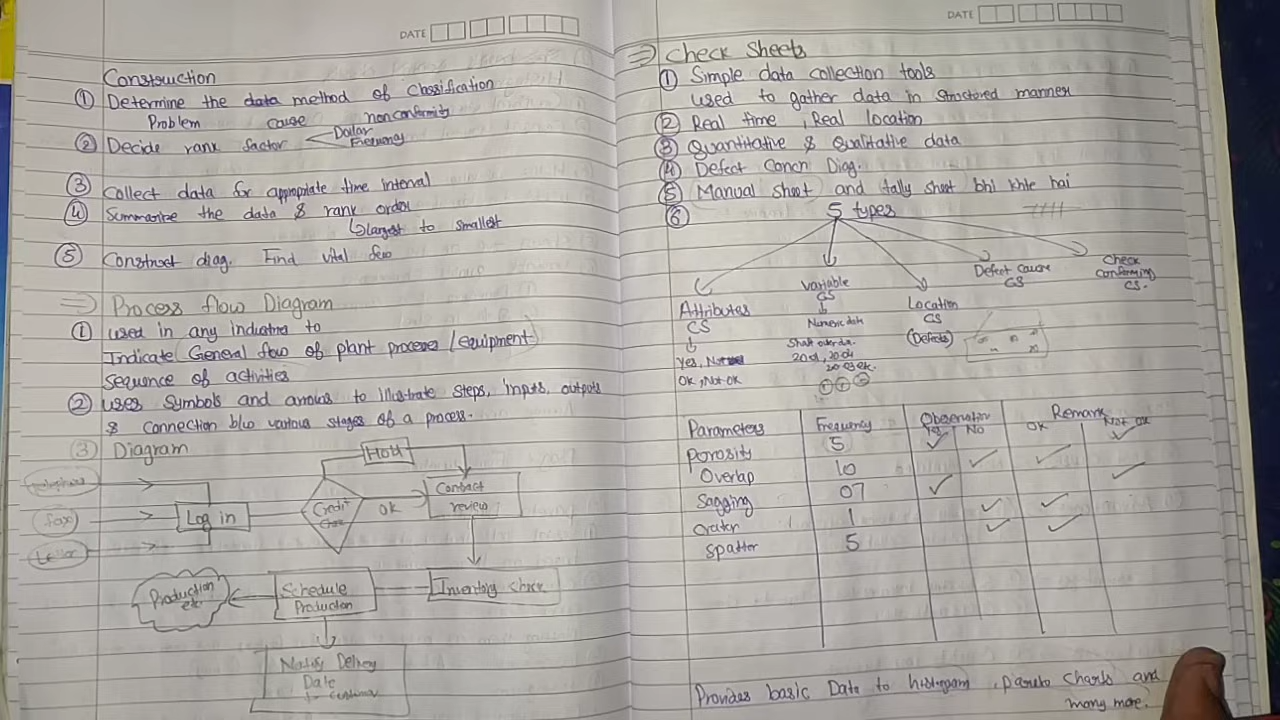 DATE
Construction
① Determine the data method of classification
Problem cause nonconformity
② Decide rank factor Dollar
Frequency
③ Collect data for appropriate time interval
④ Summarize the data & rank order
↳largest to smallest
⑤ Construct diag. Find vital few
⇒ Process flow Diagram
① used in any industrial to
Indicate General flow of plant processes / equipment
Sequence of activities
② uses symbols and arrows to illustrate steps, inputs, outputs
& connection b/w various stages of a process.
③ Diagram
Hold
telephone
fax
Letter
Log in
Credit
check
OK
Contact
review
Production
etc.
Schedule
Production
Inventory check
Notify Delivery
Date
DATE
⇒ Check Sheets
① Simple data collection tools
used to gather data in structured manner
② Real time, Real location
③ Quantitative & Qualitative data
④ Defect Concn Diag.
⑤ Manual sheet and tally sheet bhi khte hai
⑥ 5 types
Attributes
CS
Yes, Not
OK, Not OK
Variable
CS
Numeric data
Location
CS
(Defects)
Defect cause
CS
Check
Conforming
CS.
Parameters Frequency Observation Remark
No OK Not OK
Porosity 5 ✓ ✓
Overlap 10 ✓ ✓
Sagging 07 ✓ ✓
Crater 1 ✓ ✓
Spatter 5 ✓ ✓
Provides basic Data to histogram, pareto charts and
many more.